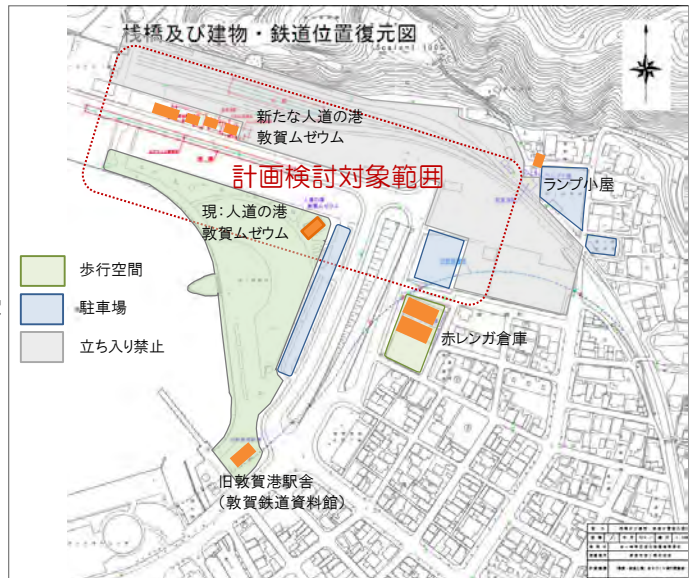 桟橋及び建物・鉄道位置復元図
新たな人道の港
敦賀ムゼウム
計画検討対象範囲
ランプ小屋
現：人道の港
敦賀ムゼウム
歩行空間
駐車場
立ち入り禁止
赤レンガ倉庫
旧敦賀港駅舎
（敦賀鉄道資料館）